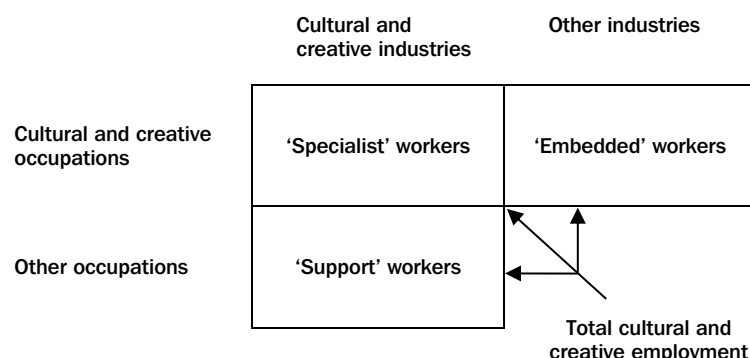 Cultural and
creative industries
Other industries
Cultural and creative
occupations
‘Specialist’ workers
‘Embedded’ workers
Other occupations
‘Support’ workers
Total cultural and
creative employment